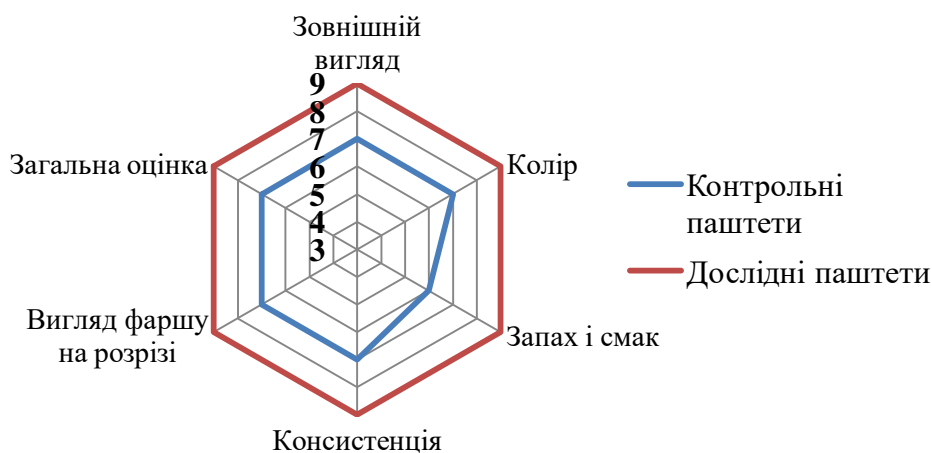 Зовнішній
вигляд
9
8
7
6
5
4
3
Колір
Запах і смак
Консистенція
Вигляд фаршу
на розрізі
Загальна оцінка
Контрольні
паштети
Дослідні паштети